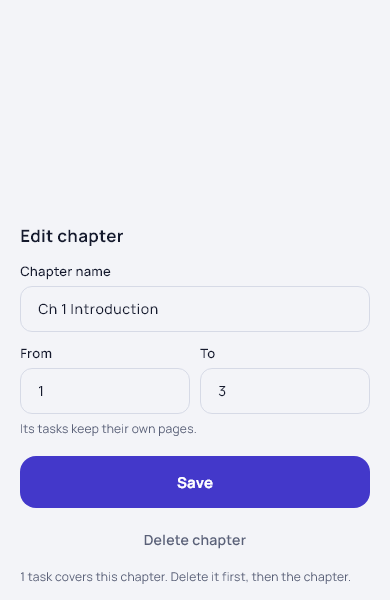 Edit chapter
Chapter name
Ch 1 Introduction
From To
1 3
Its tasks keep their own pages.
Save
Delete chapter
1 task covers this chapter. Delete it first, then the chapter.